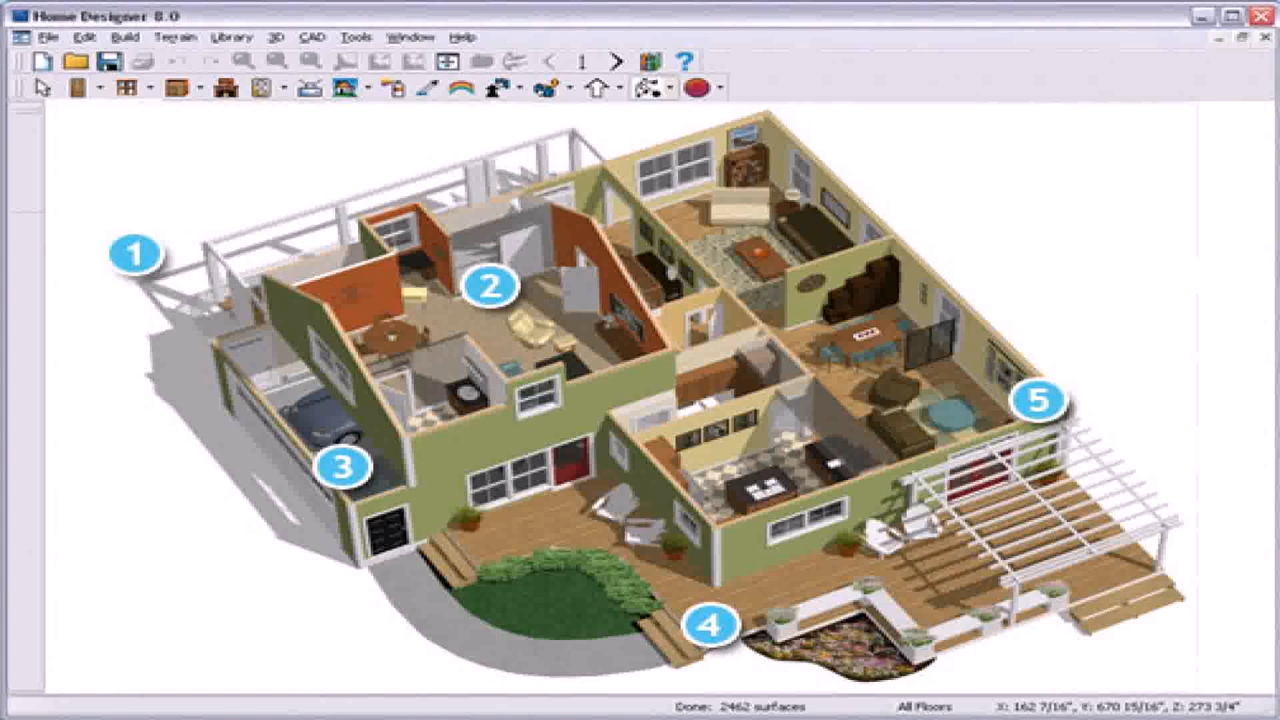 Home Designer 8.0
File Edit Build Terrain Library 3D CAD Tools Window Help
1
1
2
3
4
5
Done: 2462 surfaces All Floors X: 162 7/16", Y: 670 15/16", Z: 273 3/4"